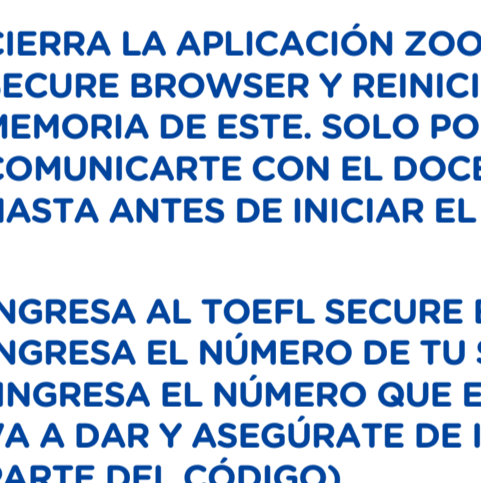 CIERRA LA APLICACIÓN ZOO
SECURE BROWSER Y REINICI
MEMORIA DE ESTE. SOLO PO
COMUNICARTE CON EL DOCE
HASTA ANTES DE INICIAR EL
INGRESA AL TOEFL SECURE
INGRESA EL NÚMERO DE TU
INGRESA EL NÚMERO QUE E
VA A DAR Y ASEGÚRATE DE I
PARTE DEL CÓDIGO)